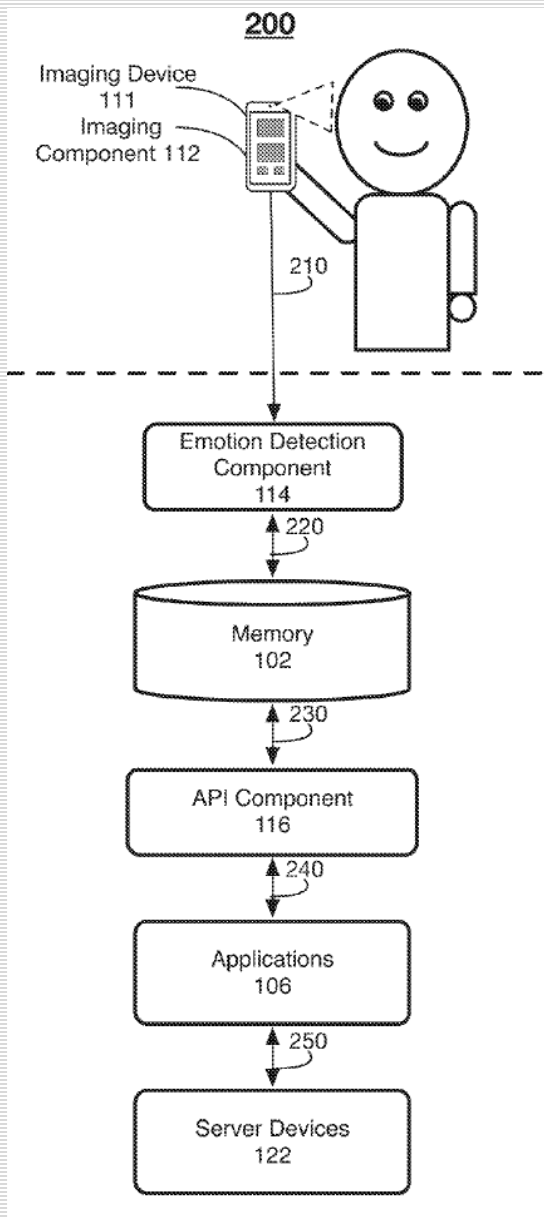 200
Imaging Device
111
Imaging
Component 112
210
Emotion Detection
Component
114
220
Memory
102
230
API Component
116
240
Applications
106
250
Server Devices
122